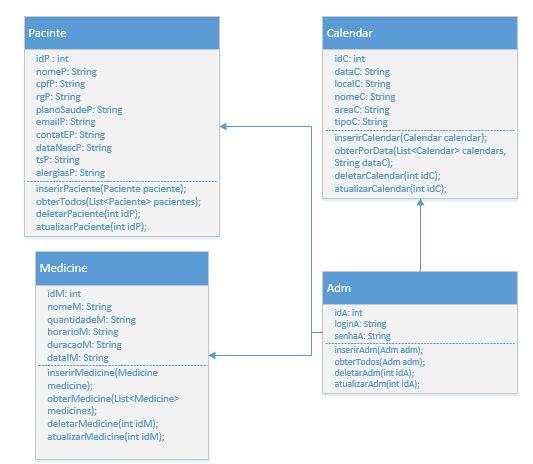 Pacinte
idP : int
nomeP: String
cpfP: String
rgP: String
planoSaudeP: String
emailP: String
contatEP: String
dataNascP: String
tsP: String
alergiasP: String
inserirPaciente(Paciente paciente);
obterTodos(List<Paciente> pacientes);
deletarPaciente(int idP);
atualizarPaciente(int idP);
Calendar
idC: int
dataC: String
localC: String
nomeC: String
areaC: String
tipoC: String
inserirCalendar(Calendar calendar);
obterPorData(List<Calendar> calendars,
String dataC);
deletarCalendar(int idC);
atualizarCalendar(int idC);
Medicine
idM: int
nomeM: String
quantidadeM: String
horarioM: String
duracaoM: String
dataIM: String
inserirMedicine(Medicine
medicine);
obterMedicine(List<Medicine>
medicines);
deletarMedicine(int idM);
atualizarMedicine(int idM);
Adm
idA: int
loginA: String
senhaA: String
inserirAdm(Adm adm);
obterTodos(Adm adm);
deletarAdm(int idA);
atualizarAdm(int idA);